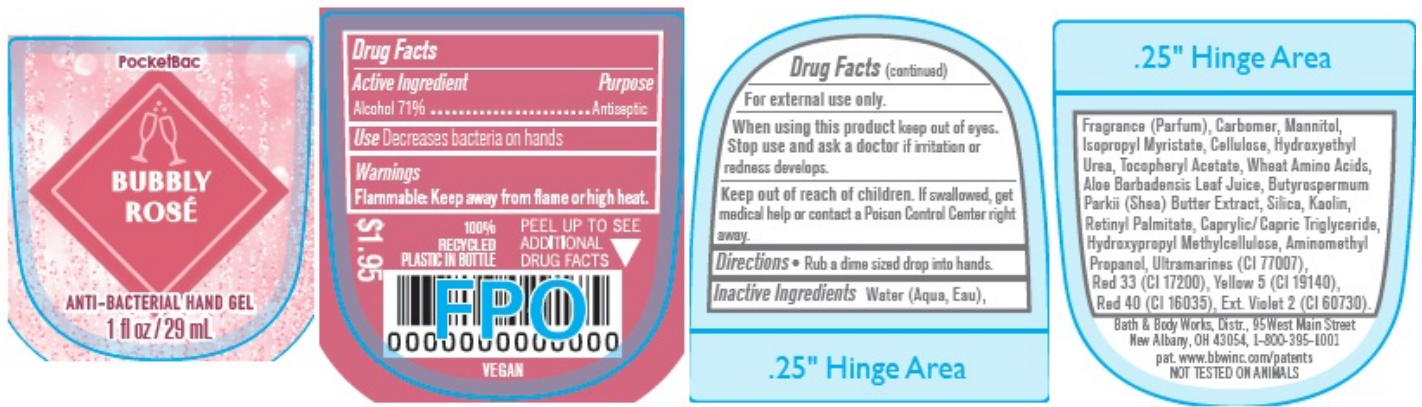 PocketBac
BUBBLY
ROSÉ
ANTI-BACTERIAL HAND GEL
1 fl oz / 29 mL
Drug Facts
Active Ingredient Purpose
Alcohol 71% ............................ Antiseptic
Use Decreases bacteria on hands
Warnings
Flammable: Keep away from flame or high heat.
$1.95
100%
RECYCLED
PLASTIC IN BOTTLE
PEEL UP TO SEE
ADDITIONAL
DRUG FACTS
FPO
0000000000000
VEGAN
Drug Facts (continued)
For external use only.
When using this product keep out of eyes.
Stop use and ask a doctor if irritation or
redness develops.
Keep out of reach of children. If swallowed, get
medical help or contact a Poison Control Center right
away.
Directions • Rub a dime sized drop into hands.
Inactive Ingredients Water (Aqua, Eau),
.25" Hinge Area
.25" Hinge Area
Fragrance (Parfum), Carbomer, Mannitol,
Isopropyl Myristate, Cellulose, Hydroxyethyl
Urea, Tocopheryl Acetate, Wheat Amino Acids,
Aloe Barbadensis Leaf Juice, Butyrospermum
Parkii (Shea) Butter Extract, Silica, Kaolin,
Retinyl Palmitate, Caprylic/Capric Triglyceride,
Hydroxypropyl Methylcellulose, Aminomethyl
Propanol, Ultramarines (CI 77007),
Red 33 (CI 17200), Yellow 5 (CI 19140),
Red 40 (CI 16035), Ext. Violet 2 (CI 60730).
Bath & Body Works, Distr., 95 West Main Street
New Albany, OH 43054, 1-800-395-1001
pat. www.bbwinc.com/patents
NOT TESTED ON ANIMALS